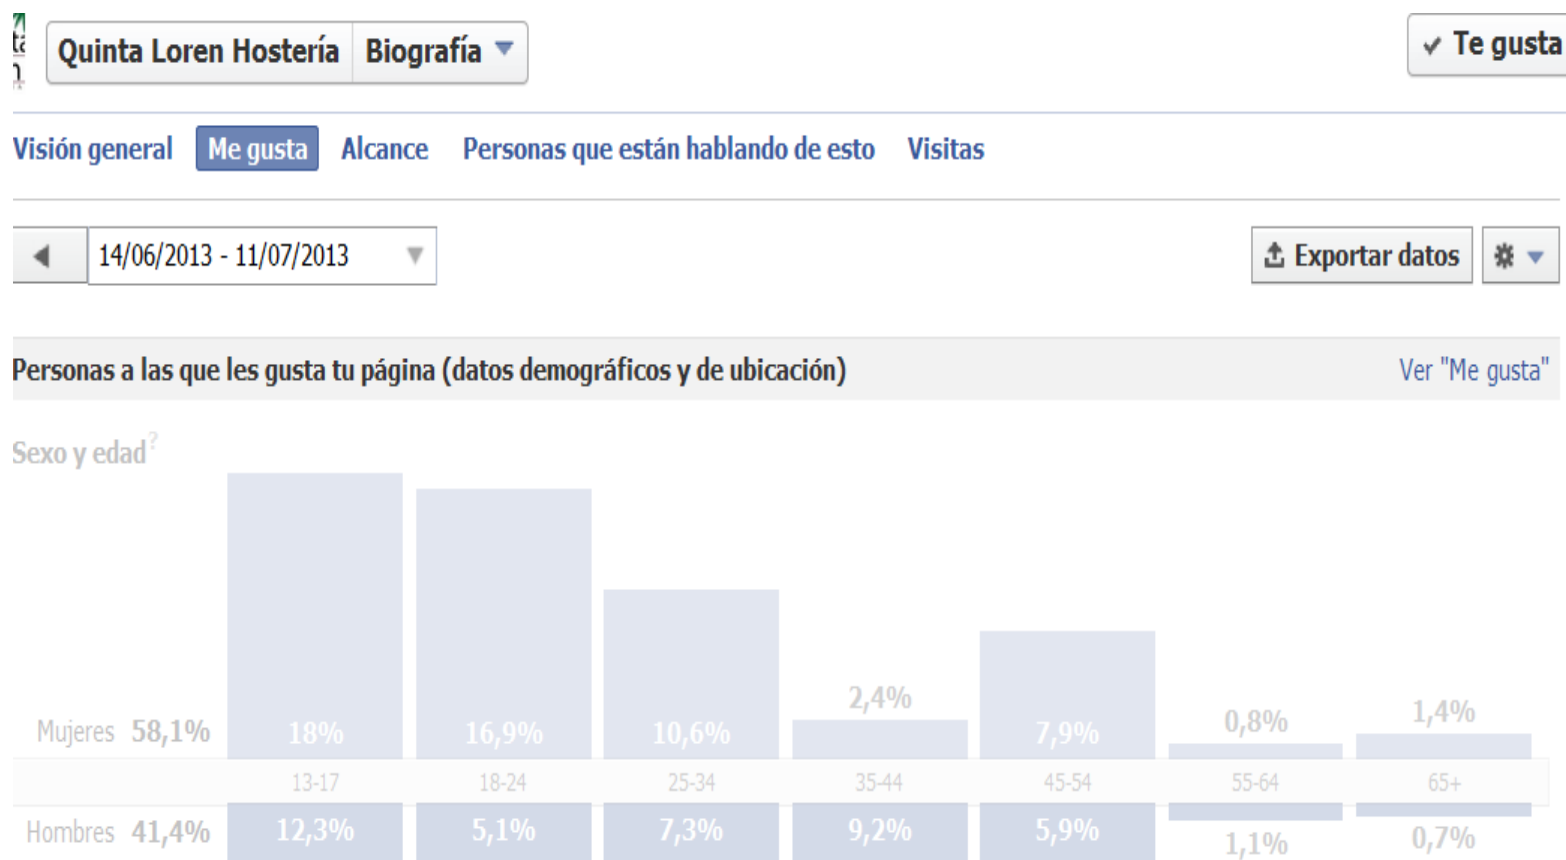 Quinta Loren Hostería Biografía
Te gusta
Visión general Me gusta Alcance Personas que están hablando de esto Visitas
14/06/2013 - 11/07/2013
Exportar datos
Personas a las que les gusta tu página (datos demográficos y de ubicación) Ver "Me gusta"
Sexo y edad?
Mujeres 58,1% 18% 16,9% 10,6% 2,4% 7,9% 0,8% 1,4%
13-17 18-24 25-34 35-44 45-54 55-64 65+
Hombres 41,4% 12,3% 5,1% 7,3% 9,2% 5,9% 1,1% 0,7%